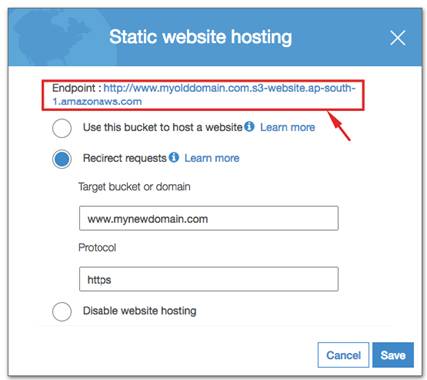 Static website hosting
Endpoint : http://www.myolddomain.com.s3-website.ap-south-
1.amazonaws.com
Use this bucket to host a website Learn more
Recirect requests Learn more
Target bucket or domain
www.mynewdomain.com
Protocol
https
Disable website hosting
Cancel Save